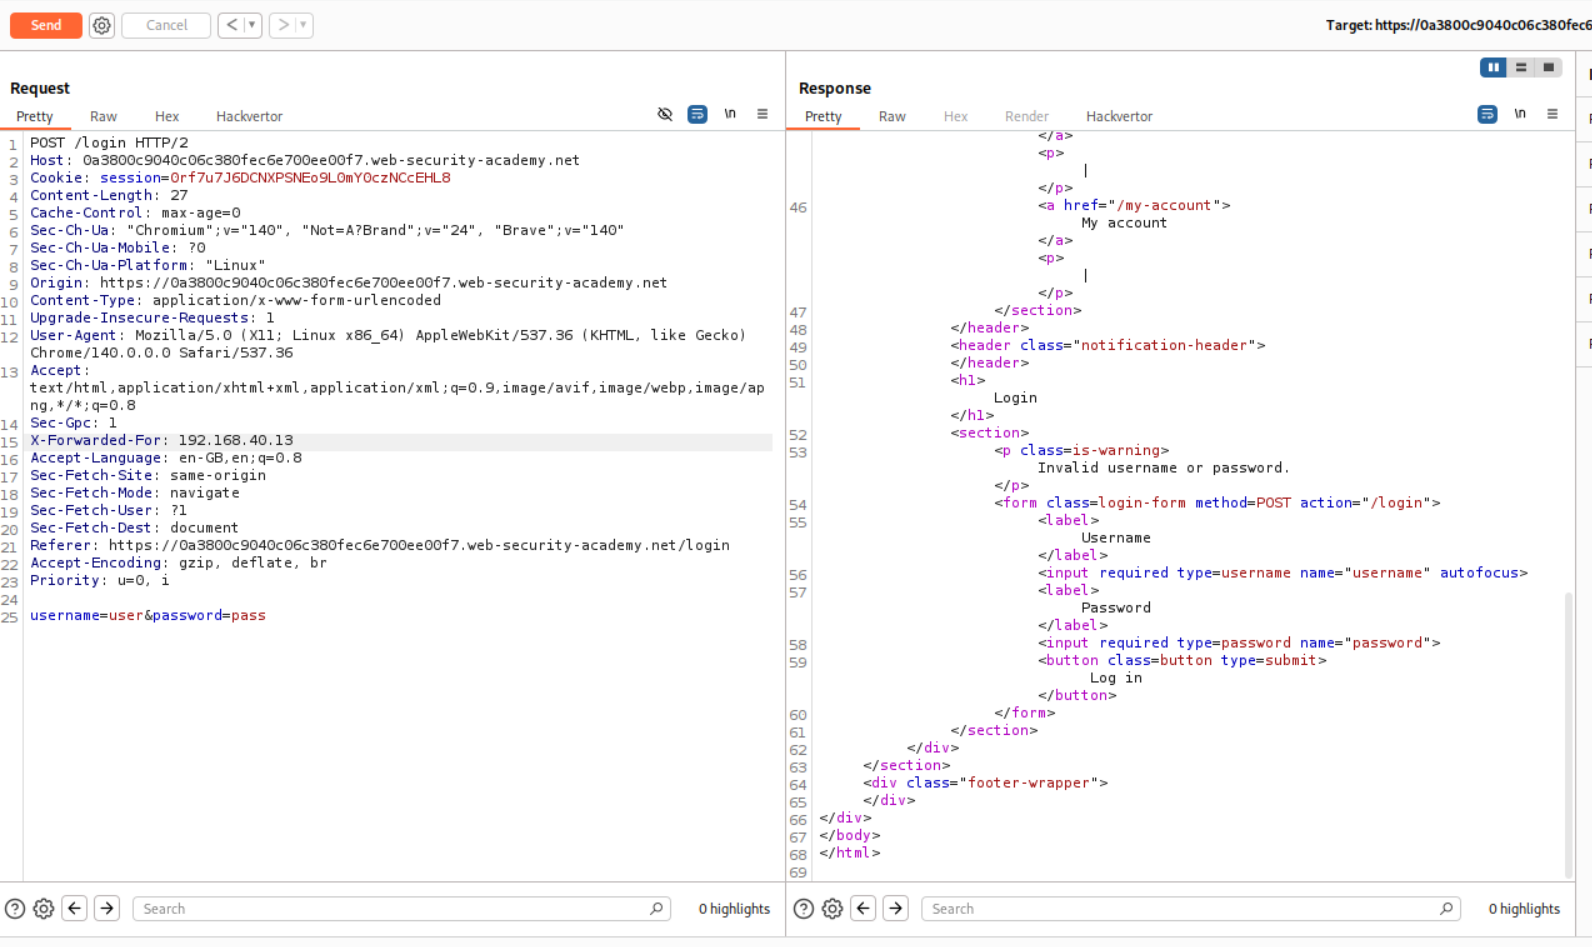 Send
Cancel
Target: https://0a3800c9040c06c380fec6
Request
Pretty Raw Hex Hackvertor
\n
1 POST /login HTTP/2
2 Host: 0a3800c9040c06c380fec6e700ee00f7.web-security-academy.net
3 Cookie: session=0rf7u7J6DCNXPSNEo9L0mY0czNCcEHL8
4 Content-Length: 27
5 Cache-Control: max-age=0
6 Sec-Ch-Ua: "Chromium";v="140", "Not=A?Brand";v="24", "Brave";v="140"
7 Sec-Ch-Ua-Mobile: ?0
8 Sec-Ch-Ua-Platform: "Linux"
9 Origin: https://0a3800c9040c06c380fec6e700ee00f7.web-security-academy.net
10 Content-Type: application/x-www-form-urlencoded
11 Upgrade-Insecure-Requests: 1
12 User-Agent: Mozilla/5.0 (X11; Linux x86_64) AppleWebKit/537.36 (KHTML, like Gecko)
Chrome/140.0.0.0 Safari/537.36
13 Accept:
text/html,application/xhtml+xml,application/xml;q=0.9,image/avif,image/webp,image/ap
ng,*/*;q=0.8
14 Sec-Gpc: 1
15 X-Forwarded-For: 192.168.40.13
16 Accept-Language: en-GB,en;q=0.8
17 Sec-Fetch-Site: same-origin
18 Sec-Fetch-Mode: navigate
19 Sec-Fetch-User: ?1
20 Sec-Fetch-Dest: document
21 Referer: https://0a3800c9040c06c380fec6e700ee00f7.web-security-academy.net/login
22 Accept-Encoding: gzip, deflate, br
23 Priority: u=0, i
24
25 username=user&password=pass
Search
0 highlights
Response
Pretty Raw Hex Render Hackvertor
\n
</a>
<p>
|
</p>
46 <a href="/my-account">
My account
</a>
<p>
|
</p>
47 </section>
48 </header>
49 <header class="notification-header">
50 </header>
51 <h1>
Login
</h1>
52 <section>
53 <p class=is-warning>
Invalid username or password.
</p>
54 <form class=login-form method=POST action="/login">
55 <label>
Username
</label>
56 <input required type=username name="username" autofocus>
57 <label>
Password
</label>
58 <input required type=password name="password">
59 <button class=button type=submit>
Log in
</button>
60 </form>
61 </section>
62 </div>
63 </section>
64 <div class="footer-wrapper">
65 </div>
66 </div>
67 </body>
68 </html>
69
Search
0 highlights